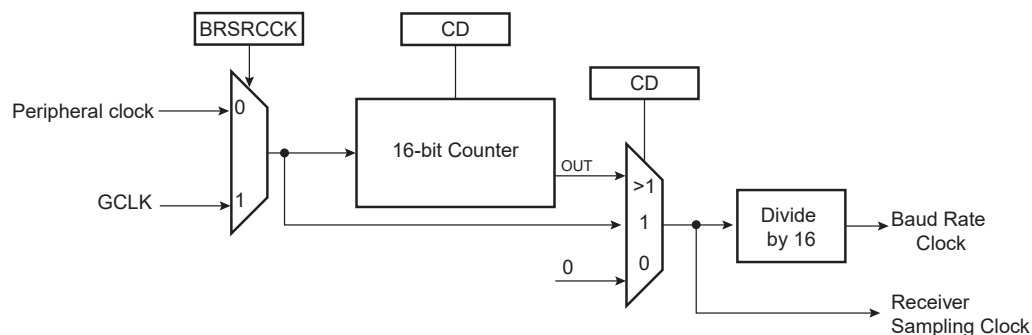 BRSRCCK
CD
CD
Peripheral clock
0
16-bit Counter
OUT
>1
GCLK
1
1
Divide
by 16
Baud Rate
Clock
0
0
Receiver
Sampling Clock